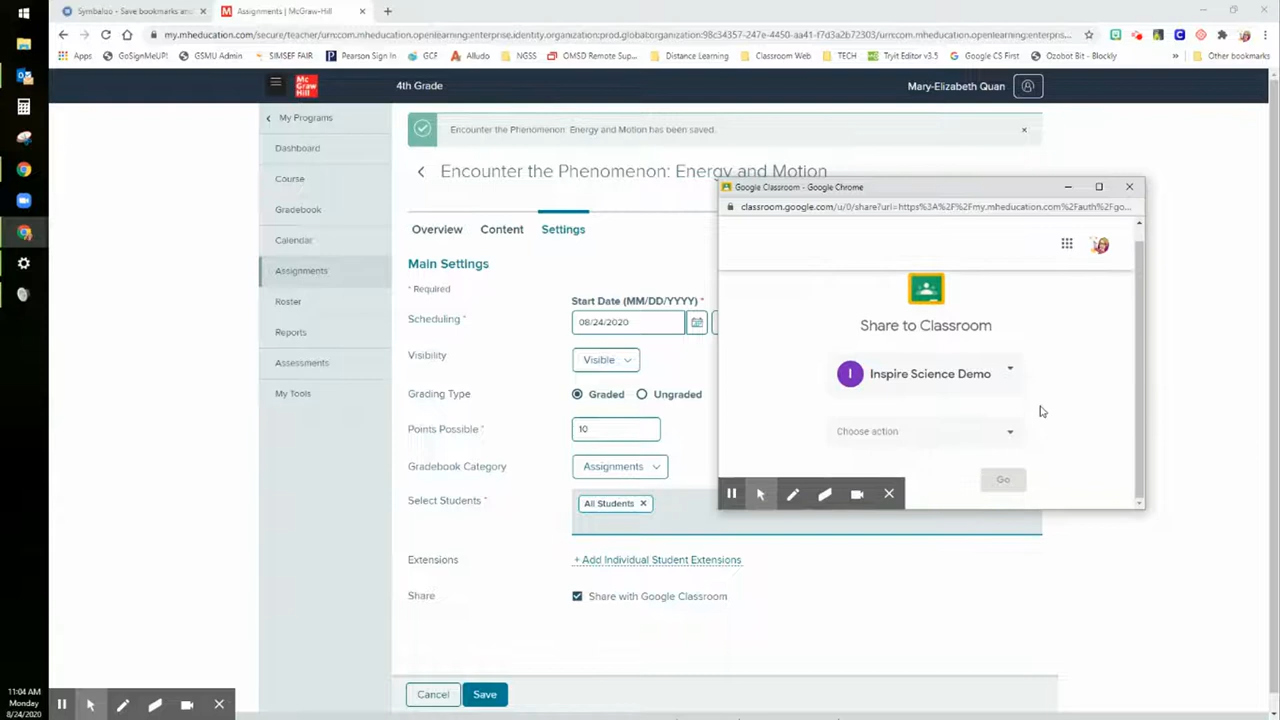 Symbaloo - Save bookmarks an
Assignments | McGraw-Hill
my.mheducation.com/secure/teacher/urn:com.mheducation.openlearning:enterprise.identity.organization:prod.globalorganization:98c34357-247e-4450-aa41-f7d3a2b72303/urn:com.mheducation.openlearning:enterpris...
Apps
GoSignMeUP!
GSMU Admin
SIMSEF FAIR
Pearson Sign In
GCF
Alludo
NGSS
OMSD Remote Sup...
Distance Learning
Classroom Web
TECH
Tryit Editor v3.5
Google CS First
Ozobot Bit - Blockly
»
Other bookmarks
Mc
Graw
Hill
4th Grade
Mary-Elizabeth Quan
My Programs
Dashboard
Course
Gradebook
Calendar
Assignments
Roster
Reports
Assessments
My Tools
Encounter the Phenomenon: Energy and Motion has been saved.
Encounter the Phenomenon: Energy and Motion
Overview
Content
Settings
Main Settings
* Required
Start Date (MM/DD/YYYY) *
Scheduling *
08/24/2020
Visibility
Visible
Grading Type
Graded
Ungraded
Points Possible *
10
Gradebook Category
Assignments
Select Students *
All Students
Extensions
+ Add Individual Student Extensions
Share
Share with Google Classroom
Cancel
Save
Google Classroom - Google Chrome
classroom.google.com/u/0/share?url=https%3A%2F%2Fmy.mheducation.com%2Fauth%2Fgo...
Share to Classroom
I
Inspire Science Demo
Choose action
Go
11:04 AM
Monday
8/24/2020